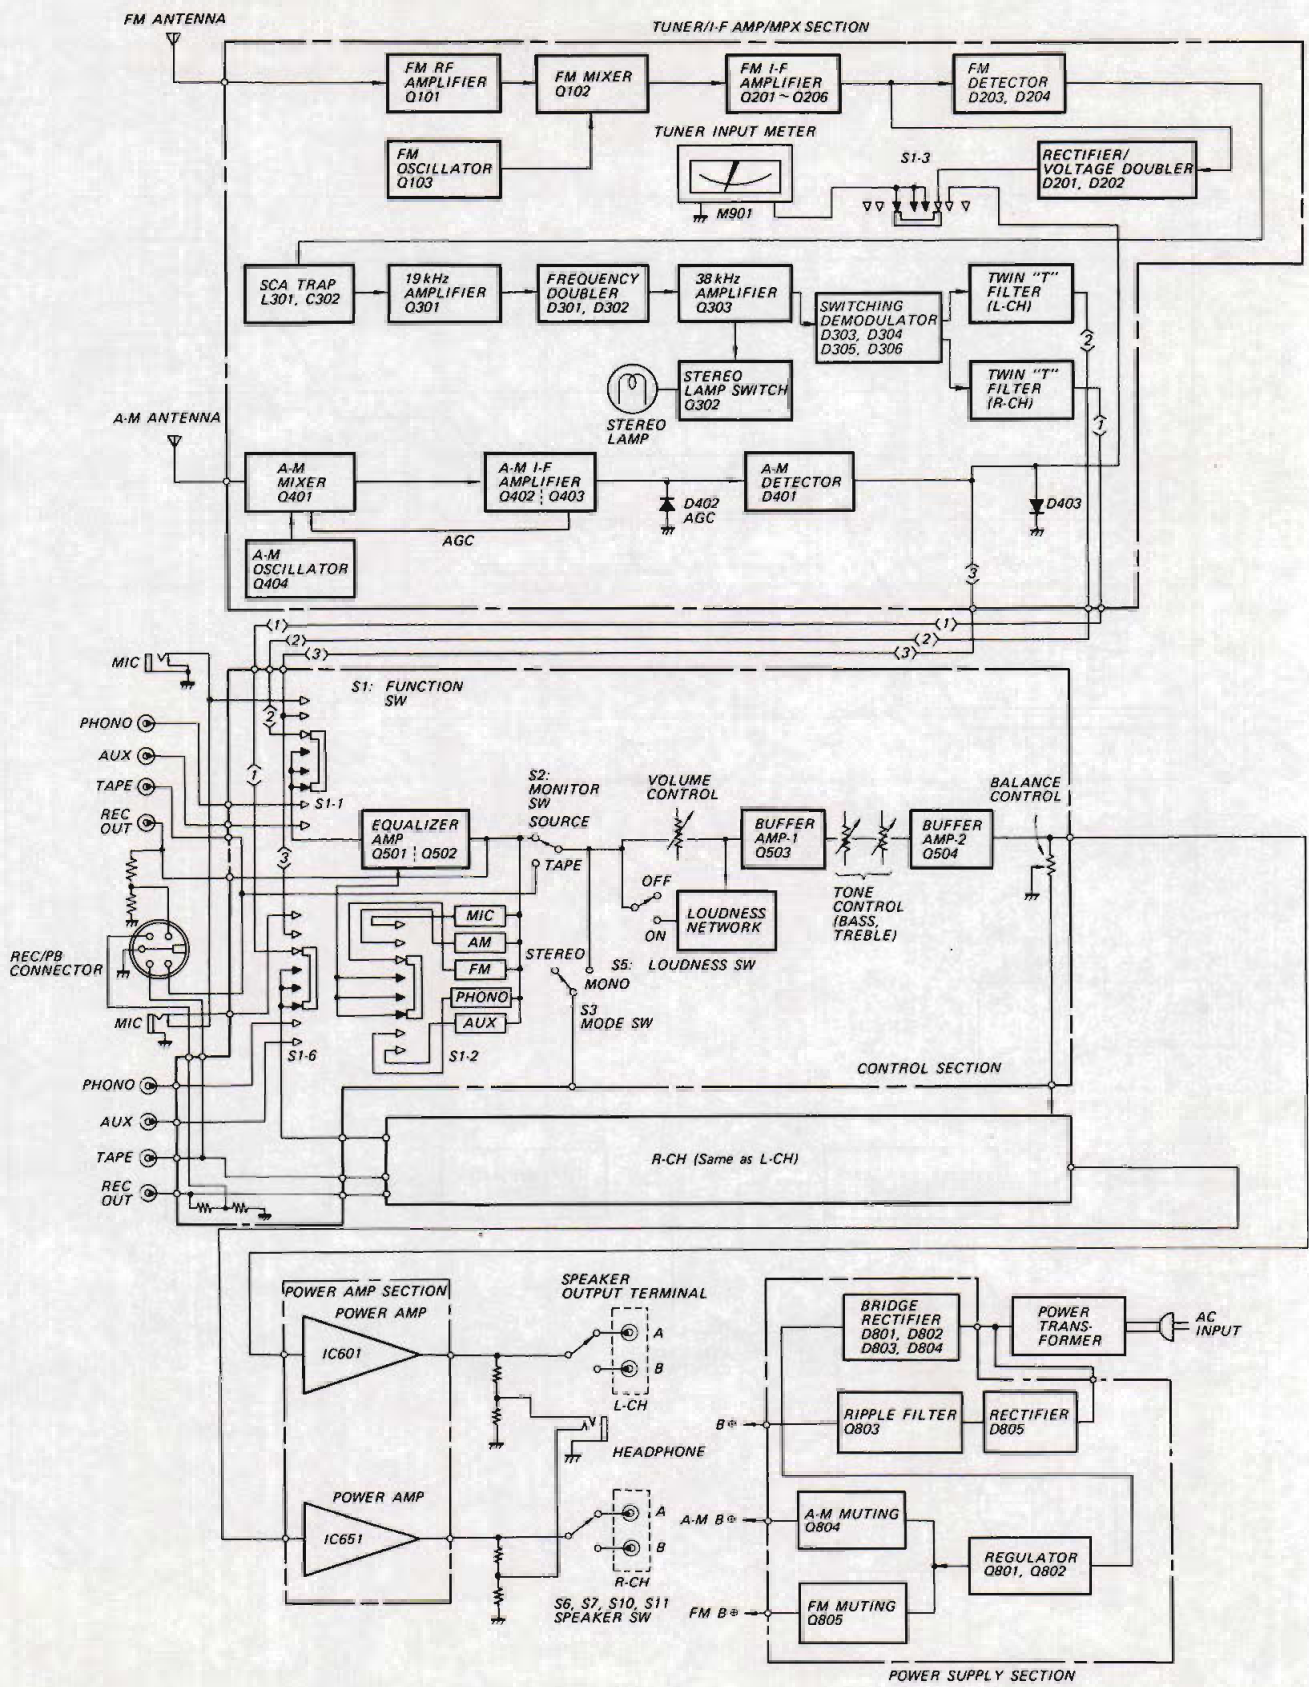 FM ANTENNA
TUNER/I-F AMP/MPX SECTION
FM RF
AMPLIFIER
Q101
FM MIXER
Q102
FM I-F
AMPLIFIER
Q201 ~ Q206
FM
DETECTOR
D203, D204
TUNER INPUT METER
FM
OSCILLATOR
Q103
M901
S1-3
RECTIFIER/
VOLTAGE DOUBLER
D201, D202
SCA TRAP
L301, C302
19 kHz
AMPLIFIER
Q301
FREQUENCY
DOUBLER
D301, D302
38 kHz
AMPLIFIER
Q303
SWITCHING
DEMODULATOR
D303, D304
D305, D306
TWIN "T"
FILTER
(L-CH)
2
STEREO
LAMP SWITCH
Q302
TWIN "T"
FILTER
(R-CH)
1
STEREO
LAMP
A-M ANTENNA
A-M
MIXER
Q401
A-M I-F
AMPLIFIER
Q402 Q403
D402
AGC
A-M
DETECTOR
D401
D403
AGC
A-M
OSCILLATOR
Q404
3
(1)
(1)
(2)
(2)
(3)
(3)
MIC
S1: FUNCTION
SW
PHONO
2
AUX
1
TAPE
S1-1
REC
OUT
3
S2:
MONITOR
SW
SOURCE
TAPE
VOLUME
CONTROL
BALANCE
CONTROL
EQUALIZER
AMP
Q501 Q502
BUFFER
AMP-1
Q503
BUFFER
AMP-2
Q504
OFF
ON
LOUDNESS
NETWORK
TONE
CONTROL
(BASS,
TREBLE)
MIC
AM
FM
PHONO
AUX
STEREO
MONO
S5: LOUDNESS SW
S3
MODE SW
REC/PB
CONNECTOR
MIC
S1-6
S1-2
CONTROL SECTION
PHONO
AUX
TAPE
REC
OUT
R-CH (Same as L-CH)
POWER AMP SECTION
POWER AMP
IC601
SPEAKER
OUTPUT TERMINAL
A
B
L-CH
HEADPHONE
POWER AMP
IC651
A
B
R-CH
S6, S7, S10, S11
SPEAKER SW
BRIDGE
RECTIFIER
D801, D802
D803, D804
POWER
TRANS-
FORMER
AC
INPUT
B⊕
RIPPLE FILTER
Q803
RECTIFIER
D805
A-M B⊕
A-M MUTING
Q804
REGULATOR
Q801, Q802
FM B⊕
FM MUTING
Q805
POWER SUPPLY SECTION